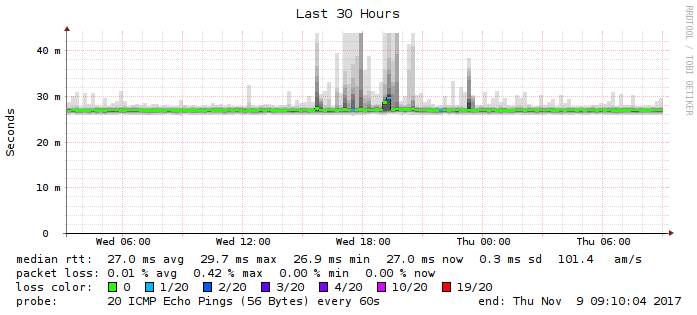 Last 30 Hours
RRDTOOL / TOBI OETIKER
Seconds
40 m
30 m
20 m
10 m
0
Wed 06:00 Wed 12:00 Wed 18:00 Thu 00:00 Thu 06:00
median rtt: 27.0 ms avg 29.7 ms max 26.9 ms min 27.0 ms now 0.3 ms sd 101.4 am/s
packet loss: 0.01 % avg 0.42 % max 0.00 % min 0.00 % now
loss color: 0 1/20 2/20 3/20 4/20 10/20 19/20
probe: 20 ICMP Echo Pings (56 Bytes) every 60s end: Thu Nov 9 09:10:04 2017